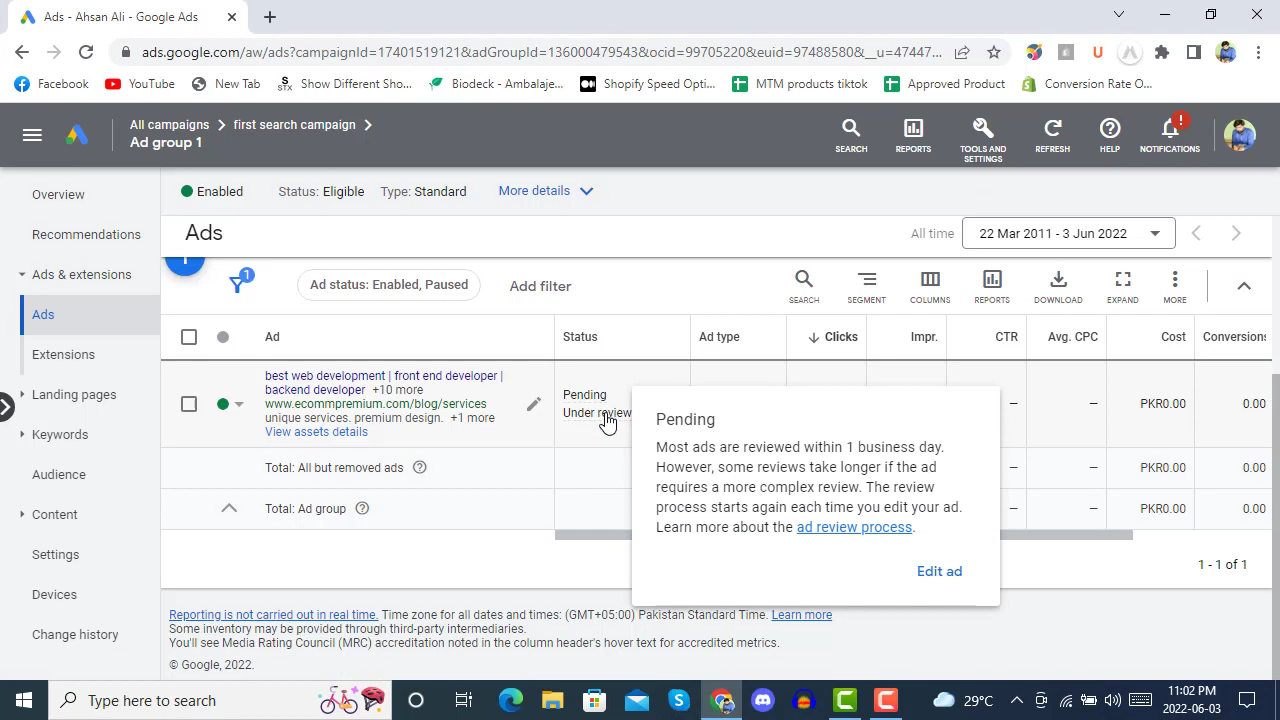 Ads - Ahsan Ali - Google Ads
ads.google.com/aw/ads?campaignId=17401519121&adGroupId=136000479543&ocid=99705220&euid=97488580&__u=47447...
Facebook
YouTube
New Tab
STX
Show Different Sho...
Biodeck - Ambalaje...
Shopify Speed Opti...
MTM products tiktok
Approved Product
Conversion Rate O...
All campaigns
first search campaign
Ad group 1
SEARCH
REPORTS
TOOLS AND
SETTINGS
REFRESH
HELP
!
NOTIFICATIONS
Enabled
Status: Eligible
Type: Standard
More details
Overview
Recommendations
Ads & extensions
Ads
Extensions
Landing pages
Keywords
Audience
Content
Settings
Devices
Change history
Ads
All time
22 Mar 2011 - 3 Jun 2022
1
Ad status: Enabled, Paused
Add filter
SEARCH
SEGMENT
COLUMNS
REPORTS
DOWNLOAD
EXPAND
MORE
Ad
Status
Ad type
Clicks
Impr.
CTR
Avg. CPC
Cost
Conversions
best web development | front end developer |
backend developer +10 more
www.ecommpremium.com/blog/services
unique services. premium design. +1 more
View assets details
Pending
Under review
–
–
PKR0.00
0.00
Total: All but removed ads
–
–
PKR0.00
0.00
Total: Ad group
–
–
PKR0.00
0.00
Pending
Most ads are reviewed within 1 business day.
However, some reviews take longer if the ad
requires a more complex review. The review
process starts again each time you edit your ad.
Learn more about the ad review process.
Edit ad
1 - 1 of 1
Reporting is not carried out in real time. Time zone for all dates and times: (GMT+05:00) Pakistan Standard Time. Learn more
Some inventory may be provided through third-party intermediaries.
You'll see Media Rating Council (MRC) accreditation noted in the column header's hover text for accredited metrics.
© Google, 2022.
Type here to search
29°C
11:02 PM
2022-06-03